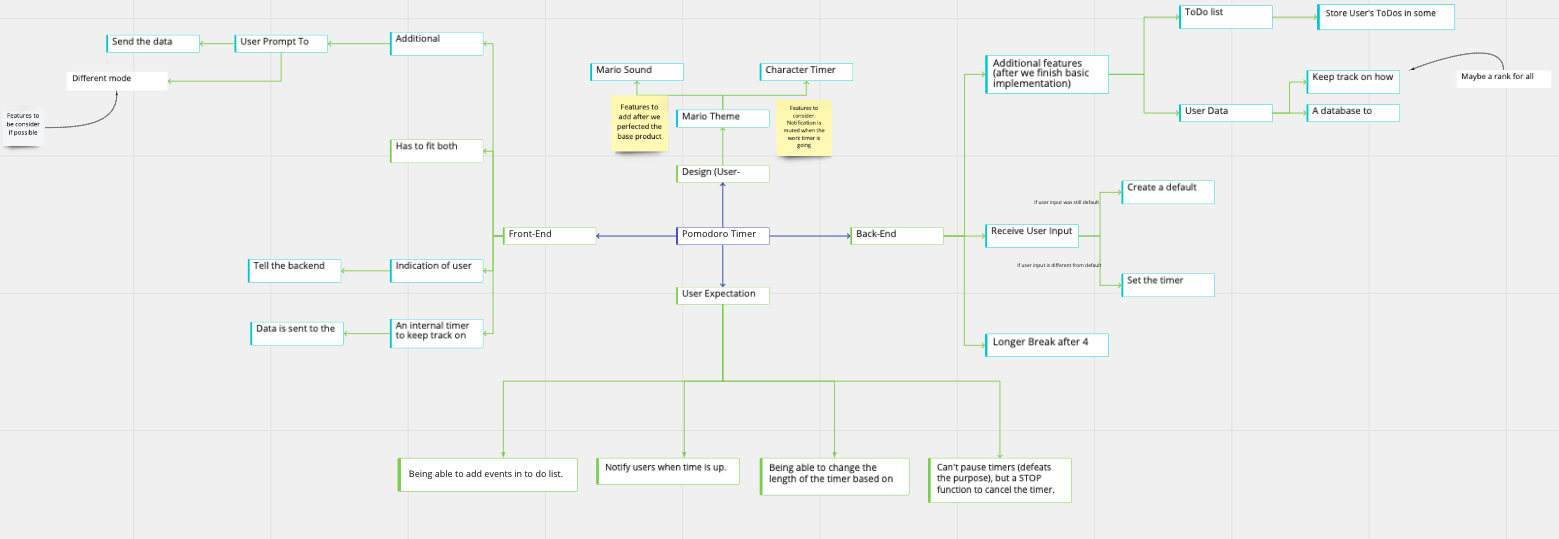 ToDo list
Store User's ToDos in some
Send the data
User Prompt To
Additional
Different mode
Features to
be consider
if possible
Has to fit both
Mario Sound
Character Timer
Features to
add after we
perfected the
base product
Mario Theme
Features to
consider:
Notification is
muted when the
work timer is
going
Design (User-
Additional features
(after we finish basic
implementation)
Keep track on how
Maybe a rank for all
User Data
A database to
Create a default
If user input was still default
Front-End
Pomodoro Timer
Back-End
Receive User Input
If user input is different from default
Set the timer
Tell the backend
Indication of user
User Expectation
Data is sent to the
An internal timer
to keep track on
Longer Break after 4
Being able to add events in to do list.
Notify users when time is up.
Being able to change the
length of the timer based on
Can't pause timers (defeats
the purpose), but a STOP
function to cancel the timer.